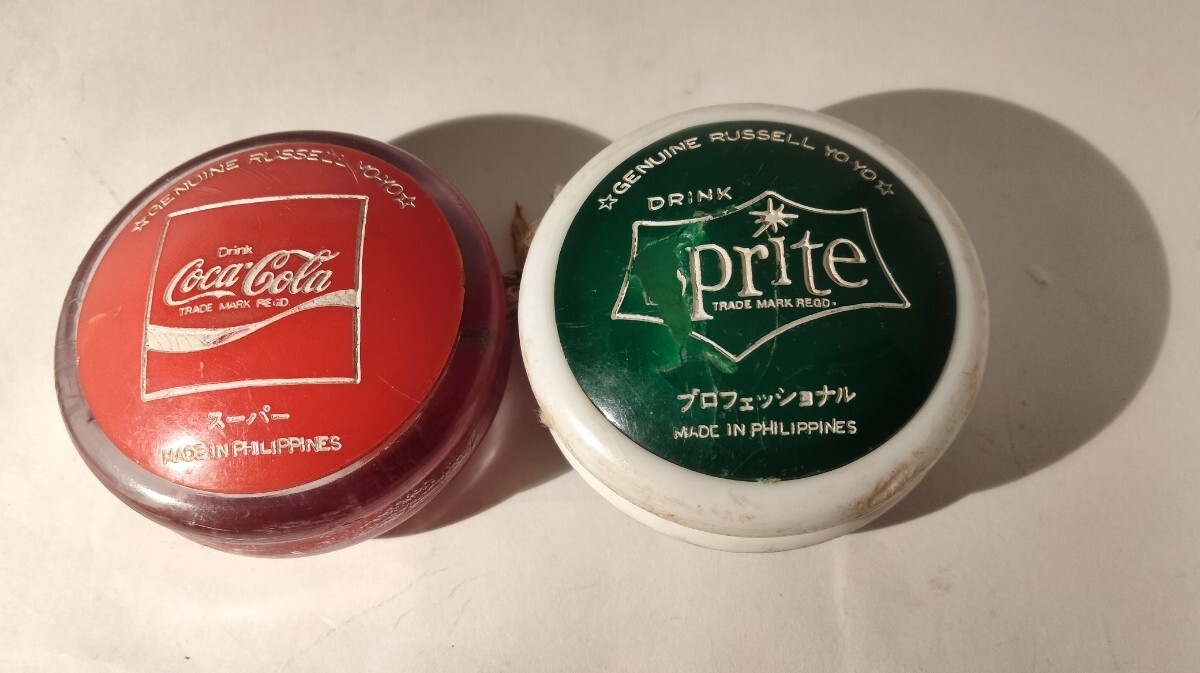 ☆GENUINE RUSSELL YO-YO☆
Drink
Coca-Cola
TRADE MARK REGD.
スーパー
MADE IN PHILIPPINES
☆GENUINE RUSSELL YO-YO☆
DRINK
Sprite
TRADE MARK REGD.
プロフェッショナル
MADE IN PHILIPPINES